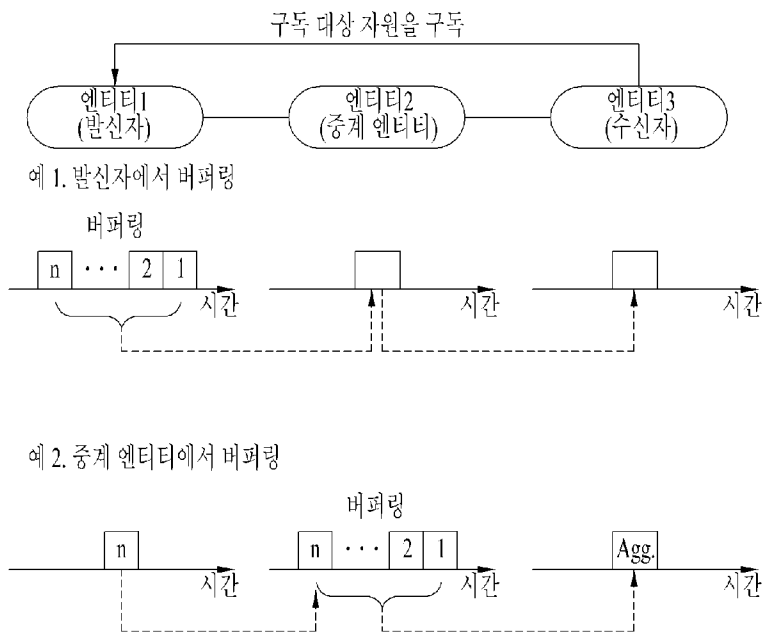 구독 대상 자원을 구독
엔티티1 엔티티2 엔티티3
(발신자) (중계 엔티티) (수신자)
예 1. 발신자에서 버퍼링
버퍼링
n ··· 2 1
시간 시간 시간
예 2. 중계 엔티티에서 버퍼링
버퍼링
n n ··· 2 1 Agg.
시간 시간 시간